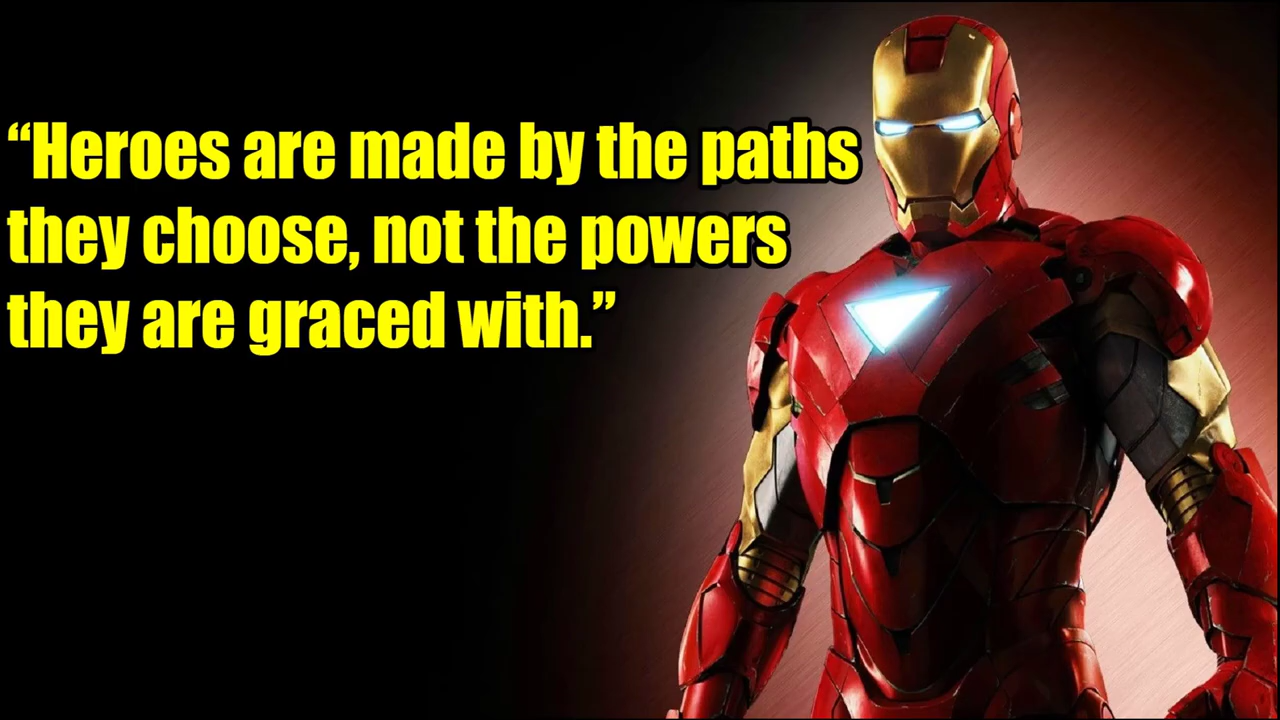 “Heroes are made by the paths
they choose, not the powers
they are graced with.”